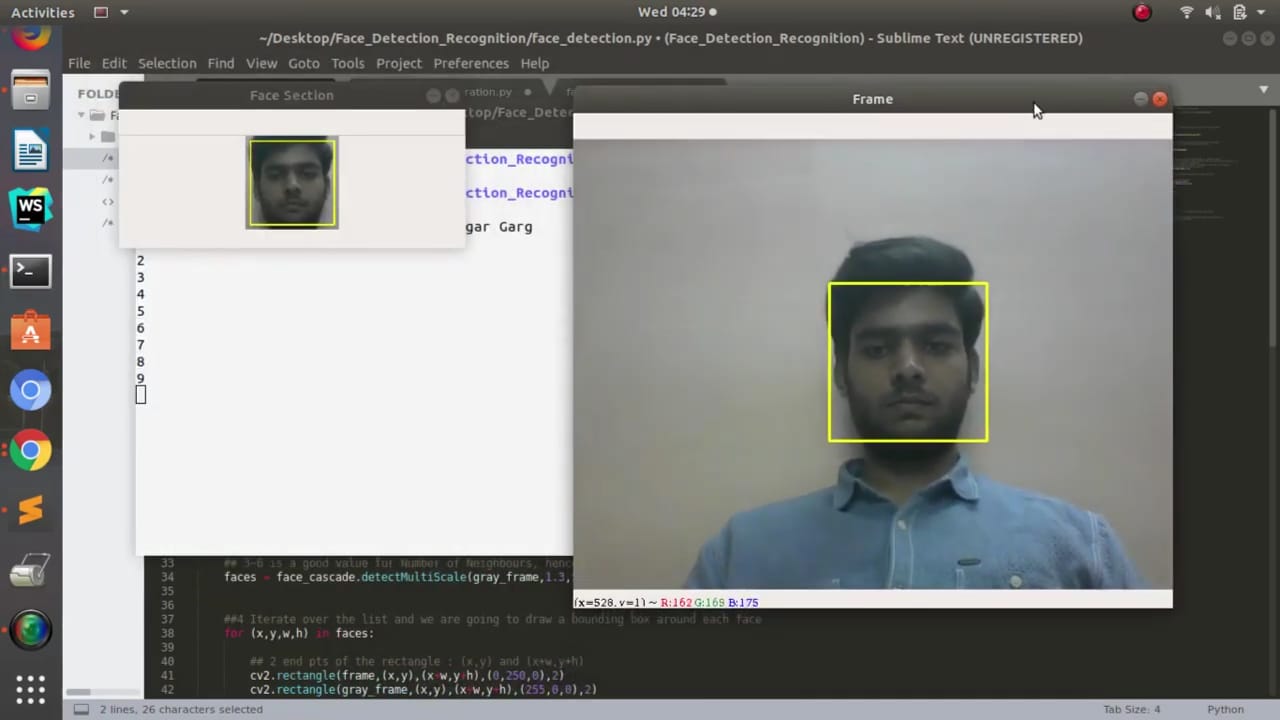 Activities
Wed 04:29
~/Desktop/Face_Detection_Recognition/face_detection.py • (Face_Detection_Recognition) - Sublime Text (UNREGISTERED)
File Edit Selection Find View Goto Tools Project Preferences Help
FOLDE
ration.py
Face Section
Frame
top/Face_Detec
/*
ction_Recogni
/*
ction_Recogni
<>
/*
gar Garg
WS
2
3
4
5
6
7
8
9
33 ## 3-6 is a good value for Number of Neighbours, henc
34 faces = face_cascade.detectMultiScale(gray_frame,1.3,
35
36
37 ##4 Iterate over the list and we are going to draw a bounding box around each face
38 for (x,y,w,h) in faces:
39
40 ## 2 end pts of the rectangle : (x,y) and (x+w,y+h)
41 cv2.rectangle(frame,(x,y),(x+w,y+h),(0,250,0),2)
42 cv2.rectangle(gray_frame,(x,y),(x+w,y+h),(255,0,0),2)
(x=528,y=1) ~ R:162 G:169 B:175
2 lines, 26 characters selected
Tab Size: 4
Python